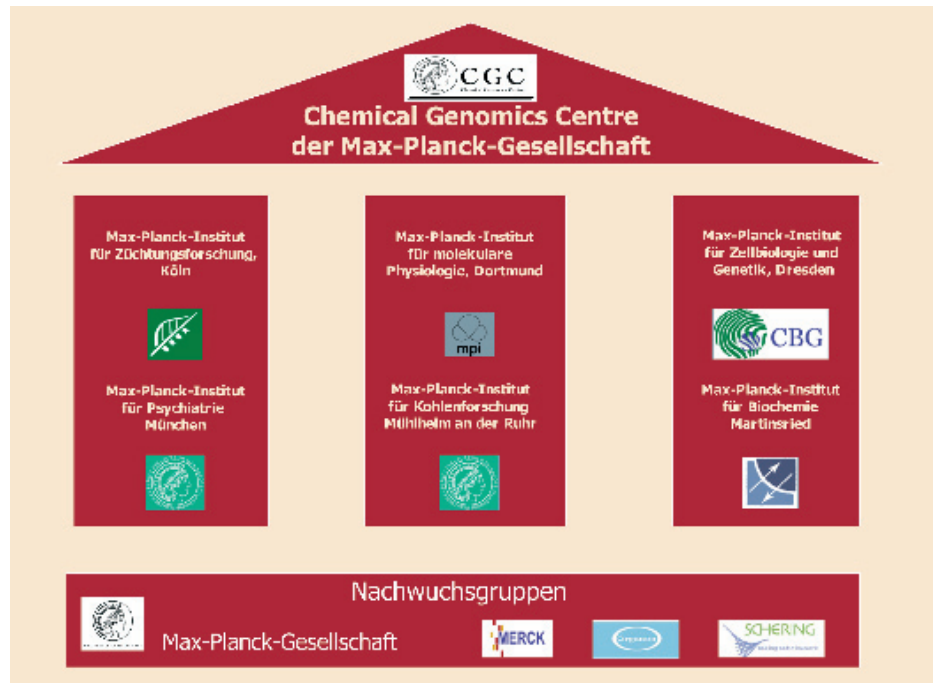 CGC
Chemical Genomics Centre
der Max-Planck-Gesellschaft
Max-Planck-Institut
für Züchtungsforschung,
Köln
Max-Planck-Institut
für Psychiatrie
München
Max-Planck-Institut
für molekulare
Physiologie, Dortmund
mpi
Max-Planck-Institut
für Kohlenforschung
Mühlheim an der Ruhr
Max-Planck-Institut
für Zellbiologie und
Genetik, Dresden
CBG
Max-Planck-Institut
für Biochemie
Martinsried
Nachwuchsgruppen
Max-Planck-Gesellschaft
MERCK
SCHERING